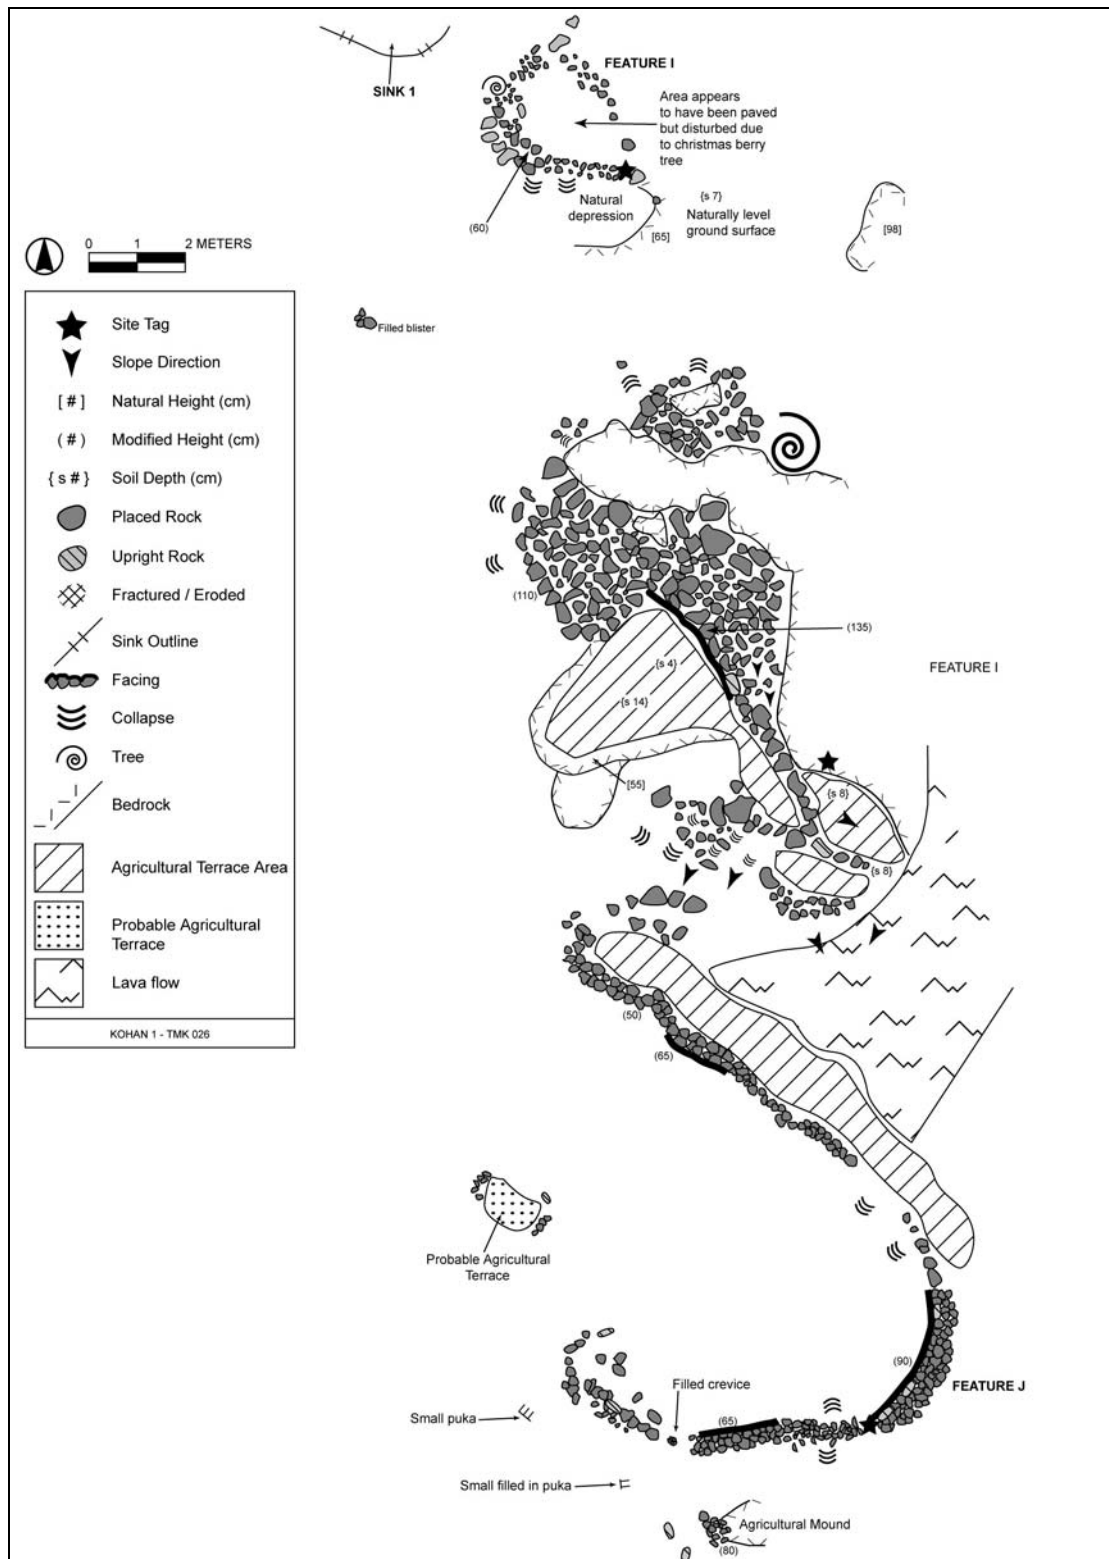 FEATURE I
SINK 1
Area appears
to have been paved
but disturbed due
to christmas berry
tree
Natural
depression
{s 7}
Naturally level
ground surface
(60)
[65]
[98]
0 1 2 METERS
Filled blister
Site Tag
Slope Direction
[ # ] Natural Height (cm)
( # ) Modified Height (cm)
{ s # } Soil Depth (cm)
Placed Rock
Upright Rock
Fractured / Eroded
Sink Outline
Facing
Collapse
Tree
Bedrock
Agricultural Terrace Area
Probable Agricultural
Terrace
Lava flow
KOHAN 1 - TMK 026
(110)
(135)
{s 4}
FEATURE I
{s 14}
[55]
{s 8}
{s 8}
(50)
(65)
Probable Agricultural
Terrace
(90)
FEATURE J
Filled crevice
Small puka
(65)
Small filled in puka
Agricultural Mound
(80)